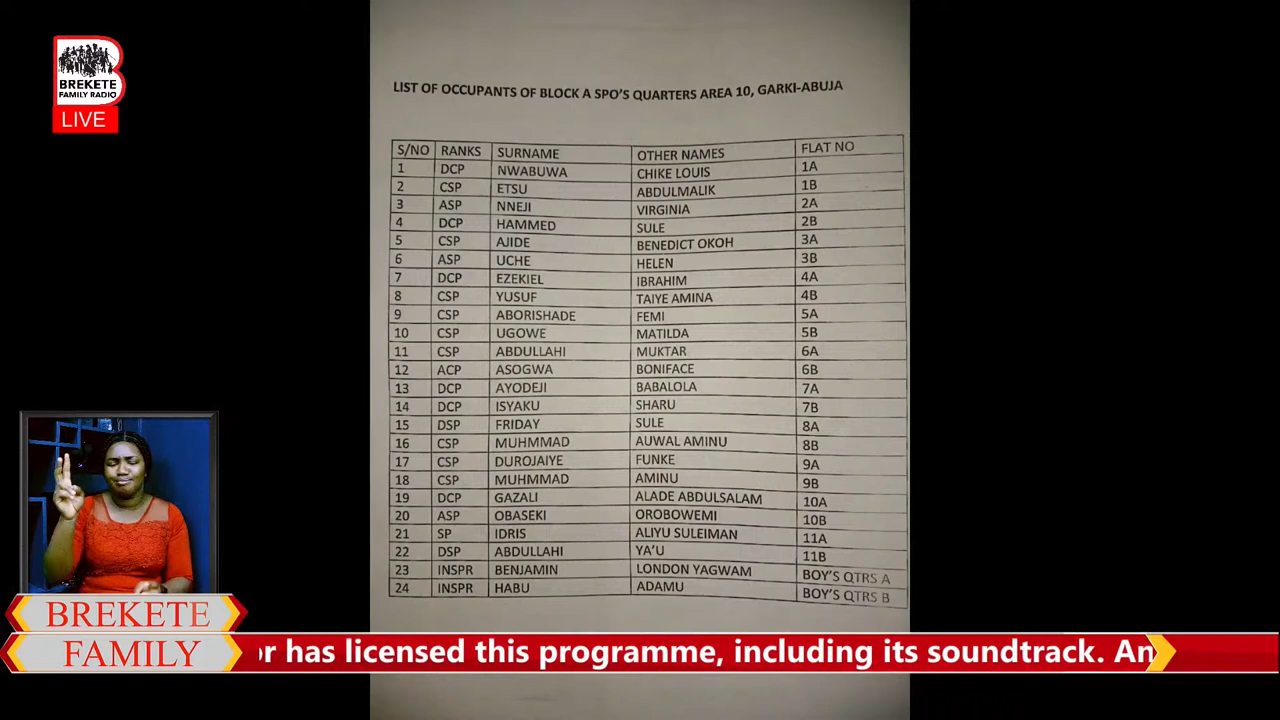 BREKETE
FAMILY RADIO
LIVE
LIST OF OCCUPANTS OF BLOCK A SPO'S QUARTERS AREA 10, GARKI-ABUJA
S/NO RANKS SURNAME OTHER NAMES FLAT NO
1 DCP NWABUWA CHIKE LOUIS 1A
2 CSP ETSU ABDULMALIK 1B
3 ASP NNEJI VIRGINIA 2A
4 DCP HAMMED SULE 2B
5 CSP AJIDE BENEDICT OKOH 3A
6 ASP UCHE HELEN 3B
7 DCP EZEKIEL IBRAHIM 4A
8 CSP YUSUF TAIYE AMINA 4B
9 CSP ABORISHADE FEMI 5A
10 CSP UGOWE MATILDA 5B
11 CSP ABDULLAHI MUKTAR 6A
12 ACP ASOGWA BONIFACE 6B
13 DCP AYODEJI BABALOLA 7A
14 DCP ISYAKU SHARU 7B
15 DSP FRIDAY SULE 8A
16 CSP MUHMMAD AUWAL AMINU 8B
17 CSP DUROJAIYE FUNKE 9A
18 CSP MUHMMAD AMINU 9B
19 DCP GAZALI ALADE ABDULSALAM 10A
20 ASP OBASEKI OROBOWEMI 10B
21 SP IDRIS ALIYU SULEIMAN 11A
22 DSP ABDULLAHI YA'U 11B
23 INSPR BENJAMIN LONDON YAGWAM BOY'S QTRS A
24 INSPR HABU ADAMU BOY'S QTRS B
BREKETE
FAMILY
or has licensed this programme, including its soundtrack. An